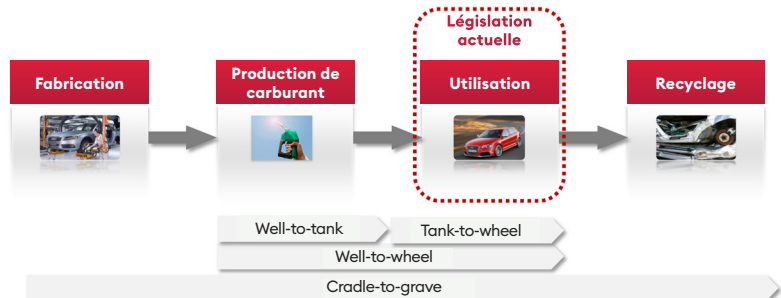 Législation
actuelle
Fabrication
Production de
carburant
Utilisation
Recyclage
Well-to-tank
Tank-to-wheel
Well-to-wheel
Cradle-to-grave